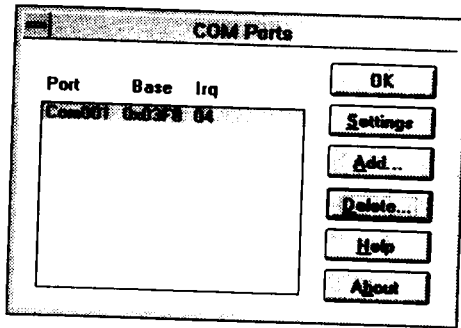 COM Ports
Port Base Irq
Com001 0x03F8 04
OK
Settings
Add...
Delete...
Help
About